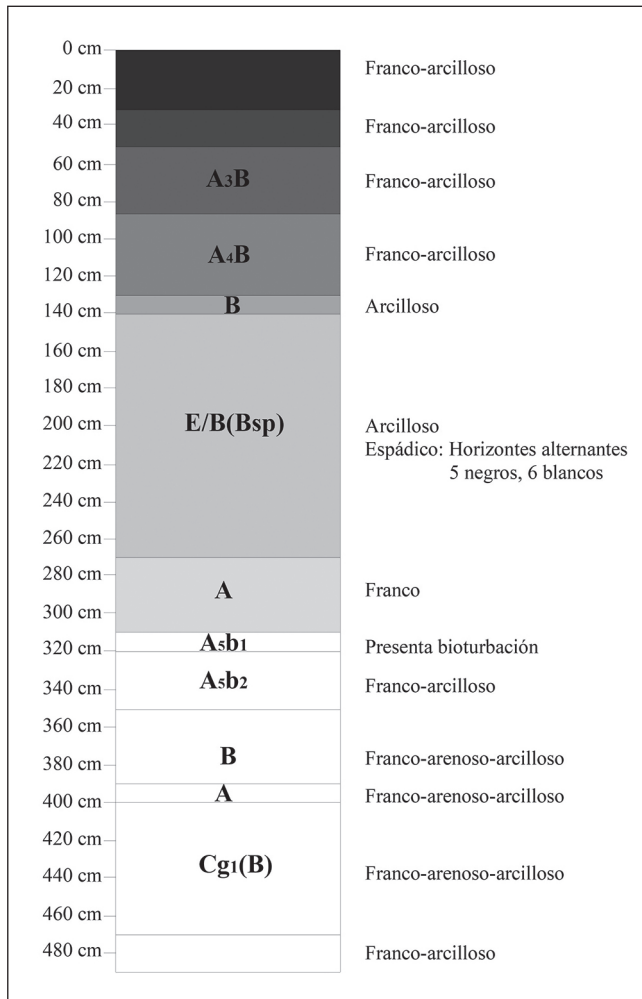 0 cm
Franco-arcilloso
20 cm
40 cm
Franco-arcilloso
60 cm
A3B
Franco-arcilloso
80 cm
100 cm
A4B
Franco-arcilloso
120 cm
140 cm
B
Arcilloso
160 cm
180 cm
200 cm
E/B(Bsp)
Arcilloso
Espádico: Horizontes alternantes
5 negros, 6 blancos
220 cm
240 cm
260 cm
280 cm
A
Franco
300 cm
320 cm
A5b1
Presenta bioturbación
340 cm
A5b2
Franco-arcilloso
360 cm
B
Franco-arenoso-arcilloso
380 cm
A
Franco-arenoso-arcilloso
400 cm
420 cm
Cg1(B)
Franco-arenoso-arcilloso
440 cm
460 cm
480 cm
Franco-arcilloso